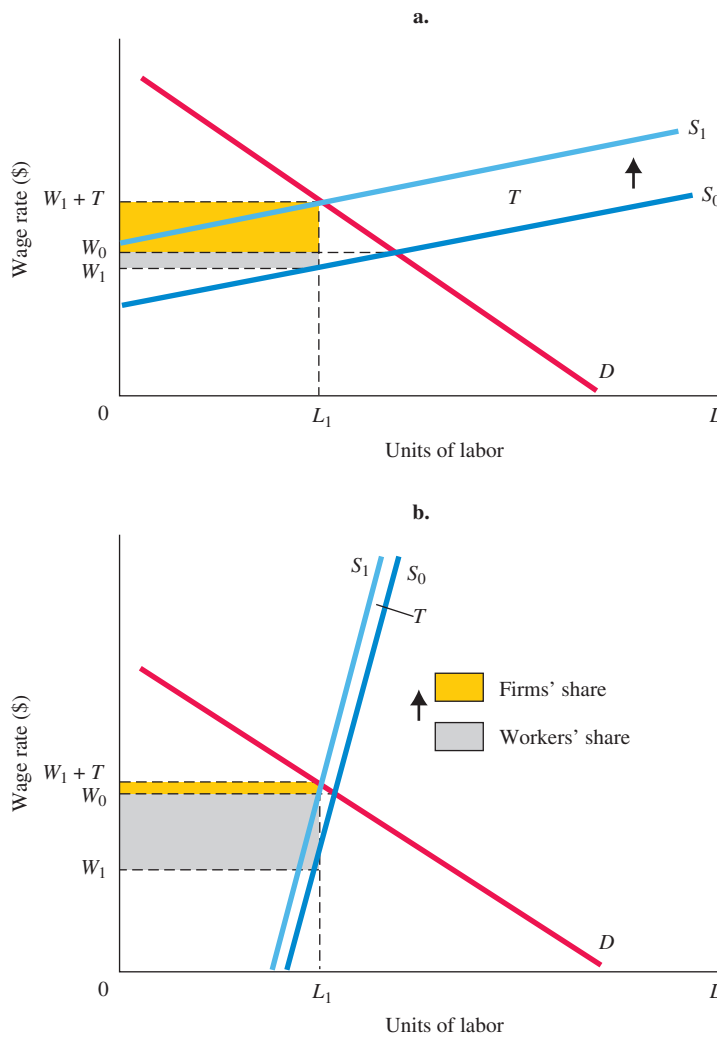 a.
Wage rate ($)
S₁
T
S₀
W₁ + T
W₀
W₁
D
0
L₁
L
Units of labor
b.
Wage rate ($)
S₁
S₀
T
Firms' share
Workers' share
W₁ + T
W₀
W₁
D
0
L₁
L
Units of labor